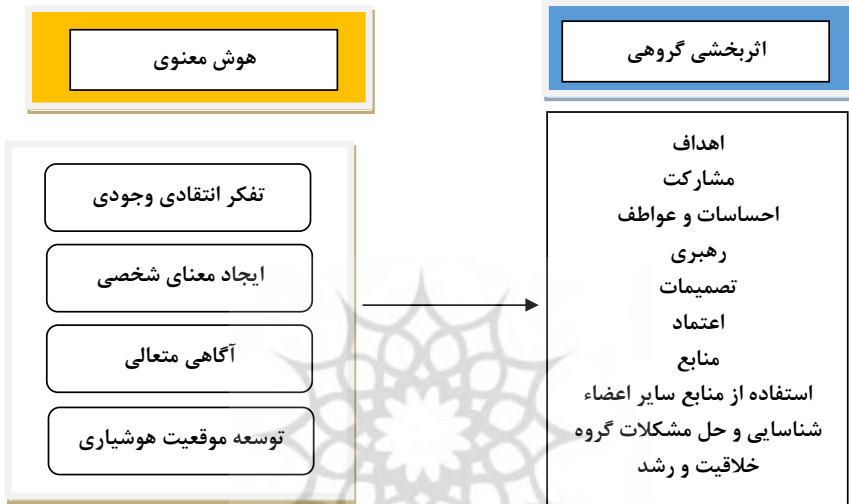 اثربخشی گروهی
اهداف
مشارکت
احساسات و عواطف
رهبری
تصمیمات
اعتماد
منابع
استفاده از منابع سایر اعضاء
شناسایی و حل مشکلات گروه
خلاقیت و رشد
هوش معنوی
تفکر انتقادی وجودی
ایجاد معنای شخصی
آگاهی متعالی
توسعه موقعیت هوشیاری